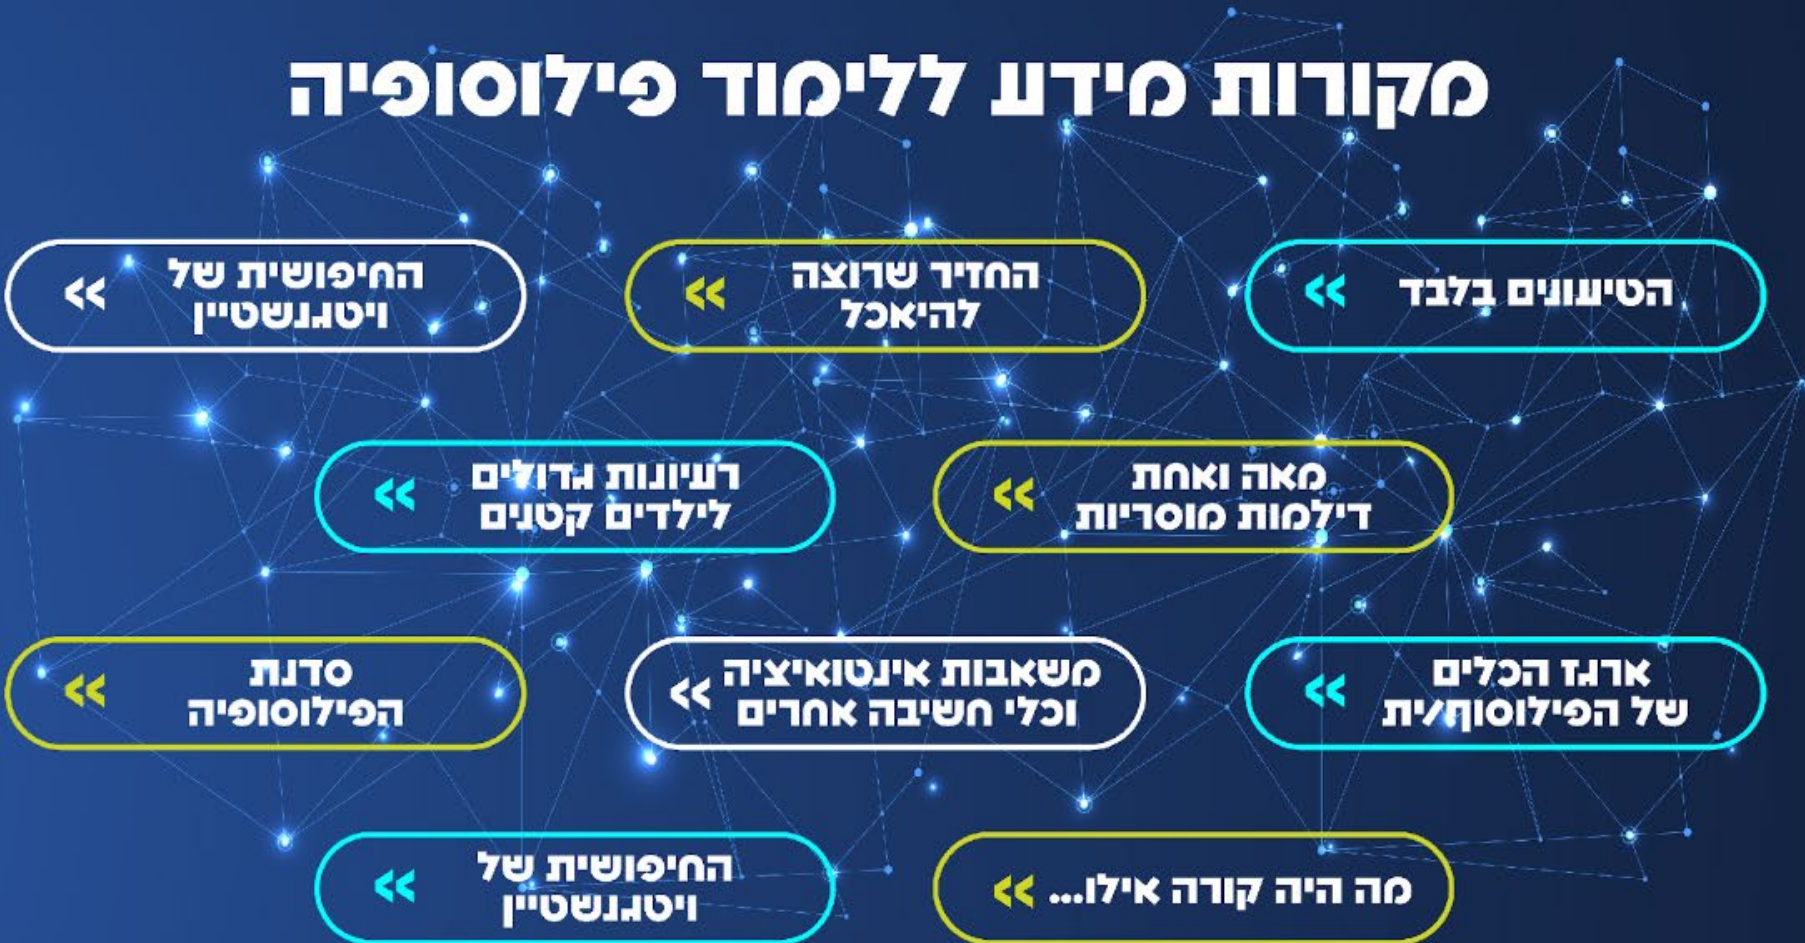 מקורות מידע ללימוד פילוסופיה
הטיעונים בלבד
החזיר שרוצה
להיאכל
החיפושית של
ויטגנשטיין
מאה ואחת
דילמות מוסריות
רעיונות גדולים
לילדים קטנים
ארגז הכלים
של הפילוסוף/ית
משאבות אינטואיציה
וכלי חשיבה אחרים
סדנת
הפילוסופיה
מה היה קורה אילו...
החיפושית של
ויטגנשטיין